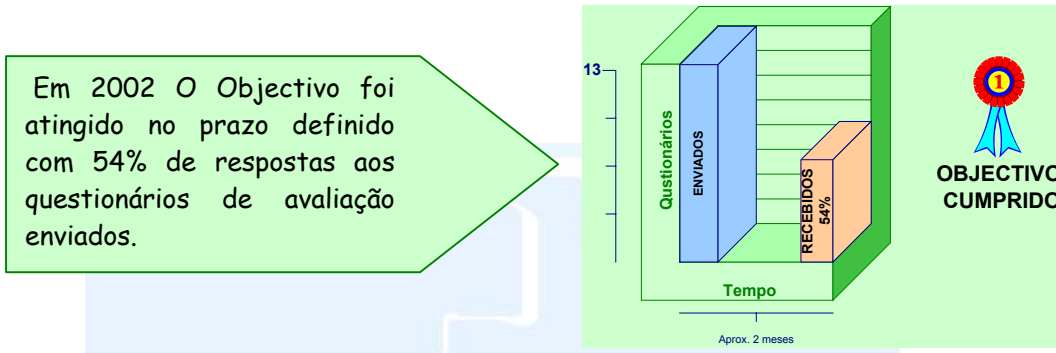 Em 2002 O Objectivo foi
atingido no prazo definido
com 54% de respostas aos
questionários de avaliação
enviados.
13
Qustionários
ENVIADOS
RECEBIDOS
54%
Tempo
Aprox. 2 meses
1
OBJECTIVO
CUMPRIDO